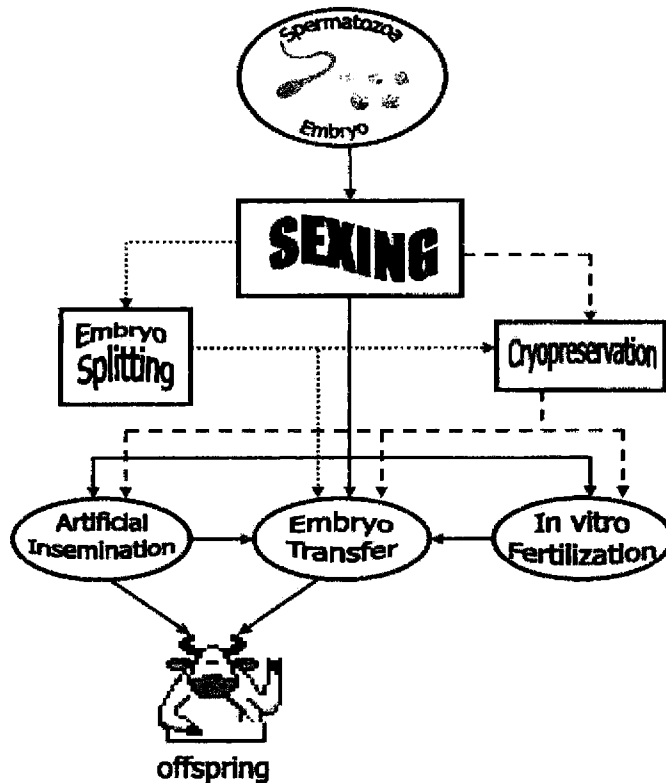 Spermatozoa
Embryo
SEXING
Embryo
Splitting
Cryopreservation
Artificial
Insemination
Embryo
Transfer
In vitro
Fertilization
offspring